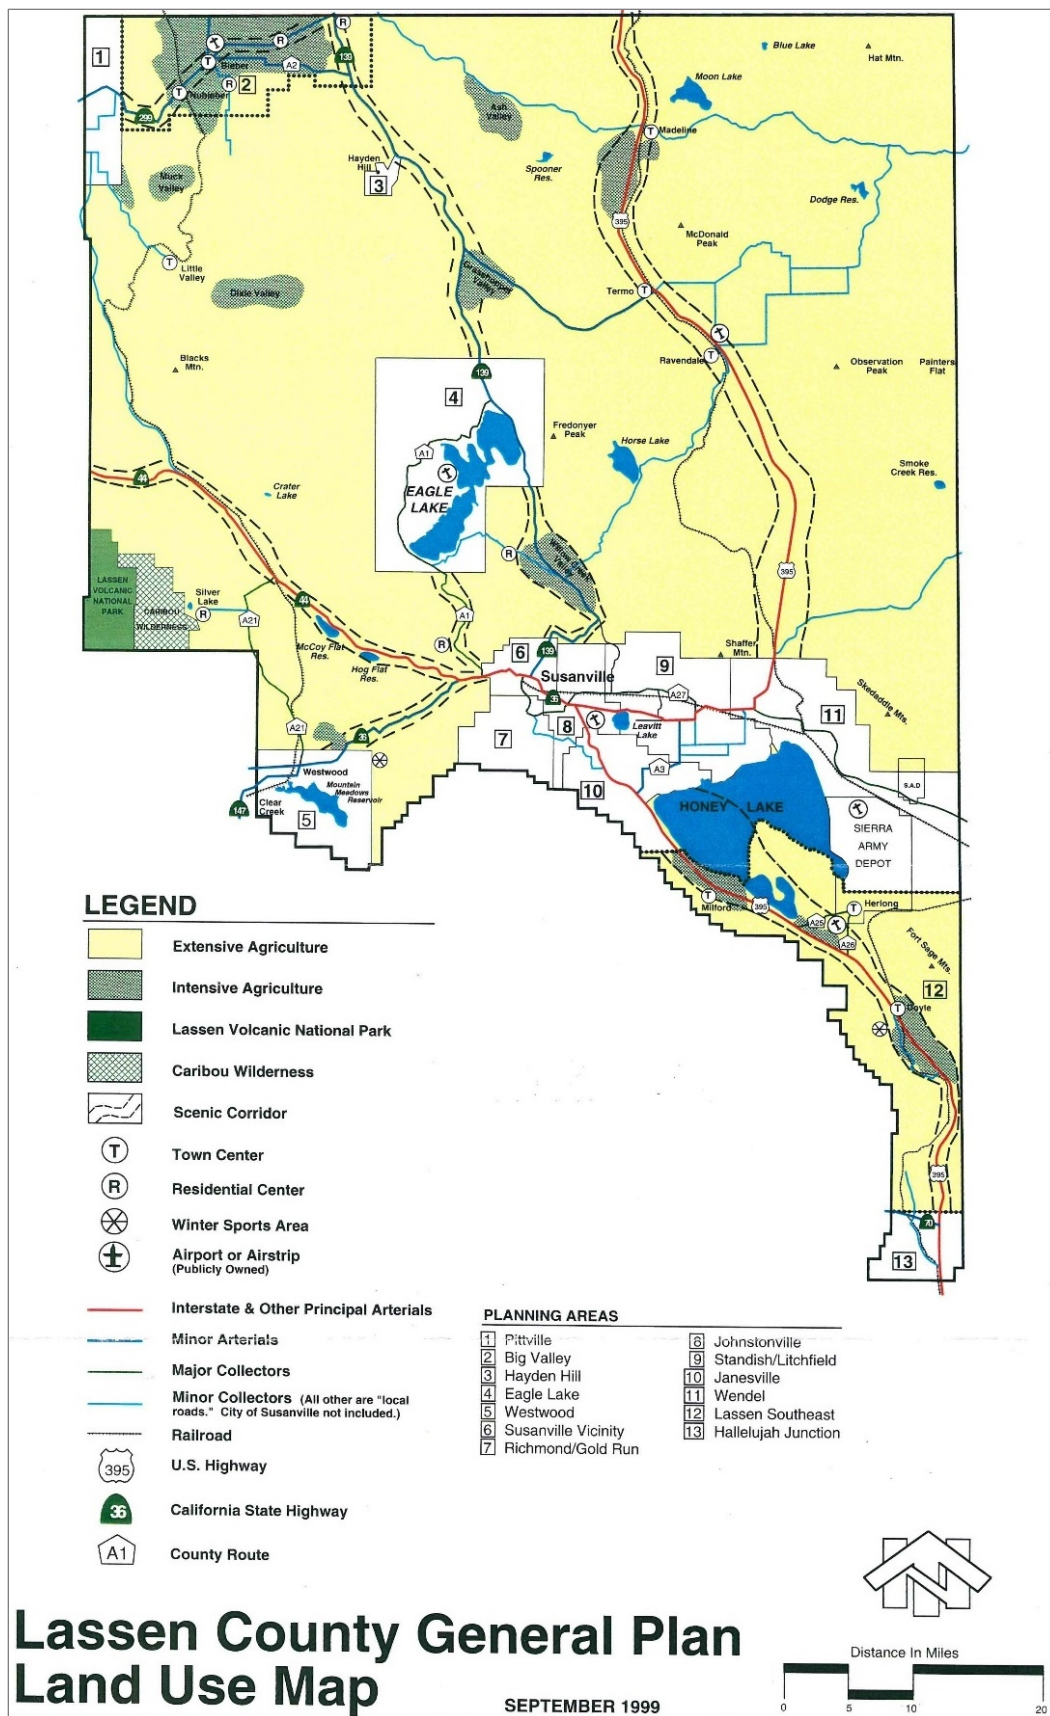 1
R
T
R
139
Bieber
A2
2
R
T
Nubieber
299
Blue Lake
Hat Mtn.
Moon Lake
Ash
Valley
T
Madeline
Hayden
Hill
3
Spooner
Res.
Muck
Valley
Dodge Res.
395
McDonald
Peak
T
Little
Valley
Grasshopper
Valley
Dixie Valley
Termo
T
Ravendale
T
Blacks
Mtn.
Observation
Peak
Painters
Flat
139
4
Fredonyer
Peak
Horse Lake
A1
EAGLE
LAKE
Smoke
Creek Res.
44
Crater
Lake
R
Willow Creek
Valley
395
LASSEN
VOLCANIC
NATIONAL
PARK
CARIBOU
WILDERNESS
Silver
Lake
R
A21
44
A1
McCoy Flat
Res.
R
Hog Flat
Res.
6
139
Susanville
9
Shaffer
Mtn.
Skedaddle Mts.
36
A27
11
A21
36
7
8
Leavitt
Lake
A3
10
Westwood
Mountain
Meadows
Reservoir
S.A.D
147
Clear
Creek
5
HONEY LAKE
SIERRA
ARMY
DEPOT
T
Milford
395
T
Herlong
A25
A26
Fort Sage Mts.
12
T
Doyle
395
70
13
LEGEND
Extensive Agriculture
Intensive Agriculture
Lassen Volcanic National Park
Caribou Wilderness
Scenic Corridor
T Town Center
R Residential Center
Winter Sports Area
Airport or Airstrip
(Publicly Owned)
Interstate & Other Principal Arterials
Minor Arterials
Major Collectors
Minor Collectors (All other are "local
roads." City of Susanville not included.)
Railroad
395 U.S. Highway
36 California State Highway
A1 County Route
PLANNING AREAS
1 Pittville
2 Big Valley
3 Hayden Hill
4 Eagle Lake
5 Westwood
6 Susanville Vicinity
7 Richmond/Gold Run
8 Johnstonville
9 Standish/Litchfield
10 Janesville
11 Wendel
12 Lassen Southeast
13 Hallelujah Junction
Lassen County General Plan
Land Use Map
SEPTEMBER 1999
Distance In Miles
0 5 10 20